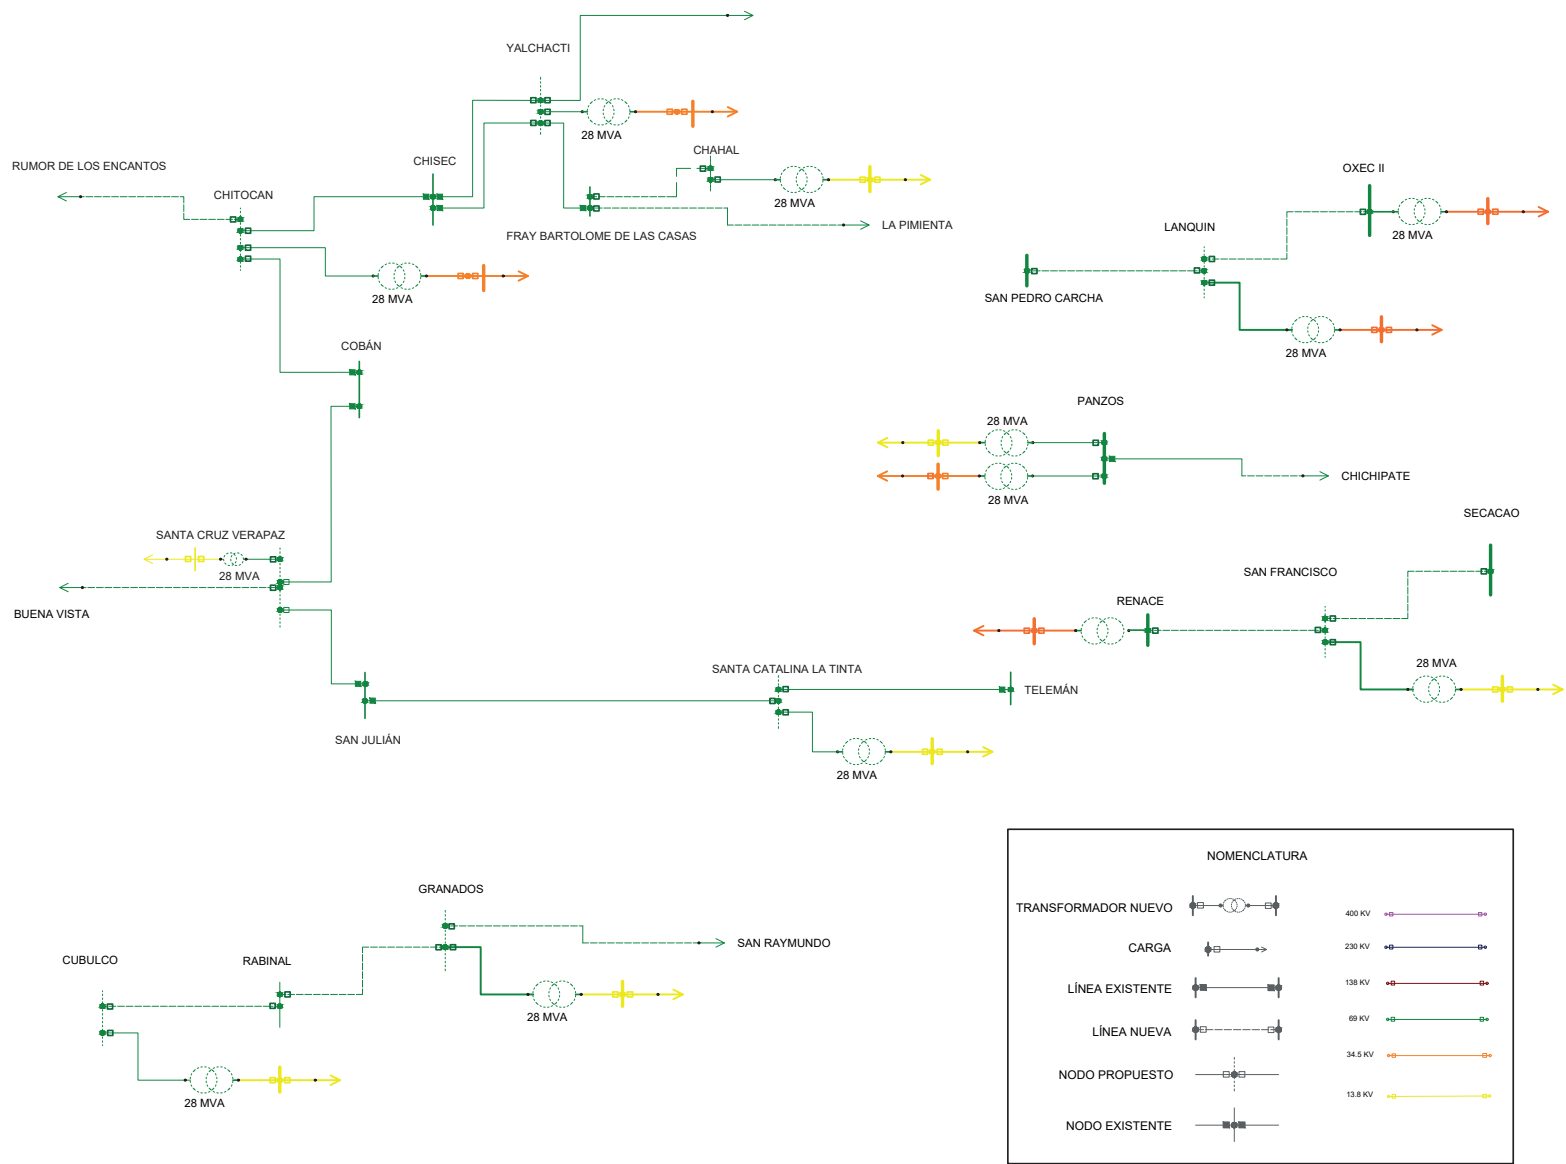 YALCHACTI
28 MVA
CHISEC
CHAHAL
RUMOR DE LOS ENCANTOS
CHITOCAN
28 MVA
FRAY BARTOLOME DE LAS CASAS
LA PIMIENTA
28 MVA
OXEC II
28 MVA
LANQUIN
SAN PEDRO CARCHA
28 MVA
COBÁN
PANZOS
28 MVA
28 MVA
CHICHIPATE
SECACAO
SANTA CRUZ VERAPAZ
28 MVA
BUENA VISTA
SAN FRANCISCO
RENACE
28 MVA
SANTA CATALINA LA TINTA
TELEMÁN
SAN JULIÁN
28 MVA
GRANADOS
SAN RAYMUNDO
CUBULCO
RABINAL
28 MVA
28 MVA
NOMENCLATURA
TRANSFORMADOR NUEVO
CARGA
LÍNEA EXISTENTE
LÍNEA NUEVA
NODO PROPUESTO
NODO EXISTENTE
400 KV
230 KV
138 KV
69 KV
34.5 KV
13.8 KV